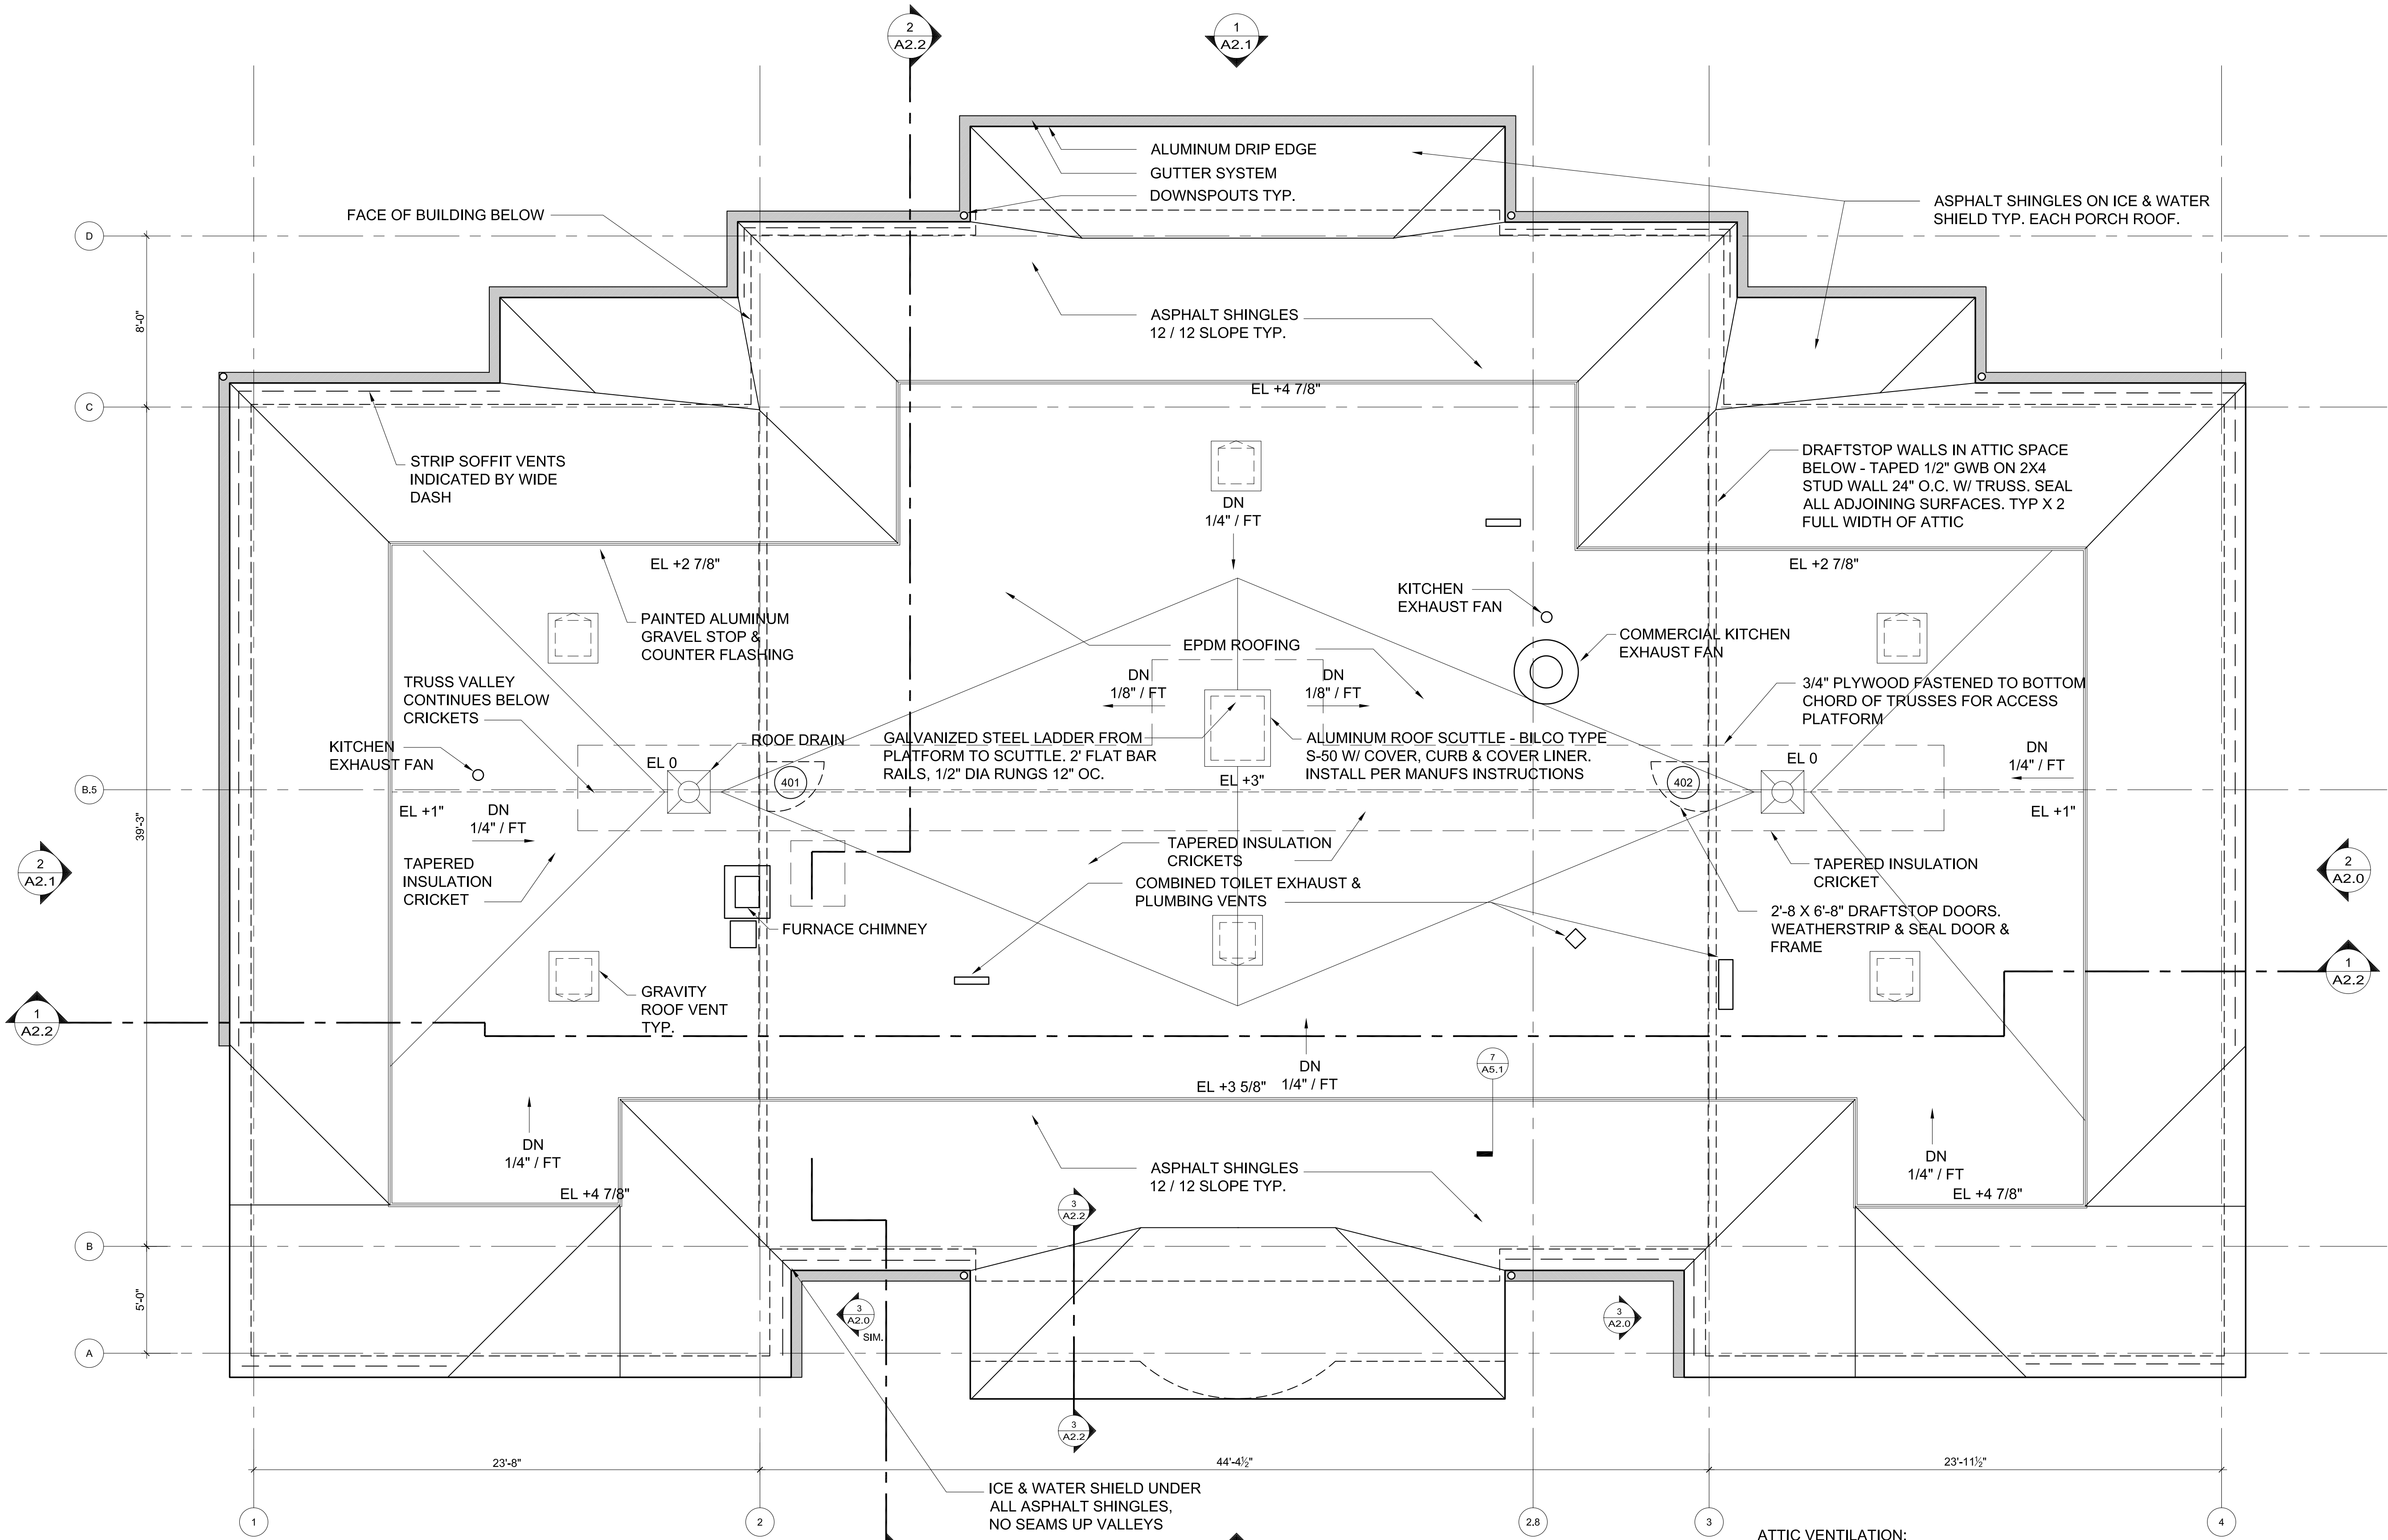 2
A2.2
1
A2.1
ALUMINUM DRIP EDGE
GUTTER SYSTEM
DOWNSPOUTS TYP.
FACE OF BUILDING BELOW
ASPHALT SHINGLES ON ICE & WATER
SHIELD TYP. EACH PORCH ROOF.
D
8'-0"
ASPHALT SHINGLES
12 / 12 SLOPE TYP.
C
EL +4 7/8"
STRIP SOFFIT VENTS
INDICATED BY WIDE
DASH
DN
1/4" / FT
DRAFTSTOP WALLS IN ATTIC SPACE
BELOW - TAPED 1/2" GWB ON 2X4
STUD WALL 24" O.C. W/ TRUSS. SEAL
ALL ADJOINING SURFACES. TYP X 2
FULL WIDTH OF ATTIC
EL +2 7/8"
EL +2 7/8"
PAINTED ALUMINUM
GRAVEL STOP &
COUNTER FLASHING
KITCHEN
EXHAUST FAN
EPDM ROOFING
COMMERCIAL KITCHEN
EXHAUST FAN
TRUSS VALLEY
CONTINUES BELOW
CRICKETS
DN
1/8" / FT
DN
1/8" / FT
3/4" PLYWOOD FASTENED TO BOTTOM
CHORD OF TRUSSES FOR ACCESS
PLATFORM
KITCHEN
EXHAUST FAN
ROOF DRAIN
GALVANIZED STEEL LADDER FROM
PLATFORM TO SCUTTLE. 2' FLAT BAR
RAILS, 1/2" DIA RUNGS 12" OC.
ALUMINUM ROOF SCUTTLE - BILCO TYPE
S-50 W/ COVER, CURB & COVER LINER.
INSTALL PER MANUFS INSTRUCTIONS
EL 0
EL 0
DN
1/4" / FT
B.5
401
EL +3"
402
EL +1"
DN
1/4" / FT
EL +1"
39'-3"
2
A2.1
TAPERED
INSULATION
CRICKET
TAPERED INSULATION
CRICKETS
COMBINED TOILET EXHAUST &
PLUMBING VENTS
TAPERED INSULATION
CRICKET
2
A2.0
FURNACE CHIMNEY
2'-8 X 6'-8" DRAFTSTOP DOORS.
WEATHERSTRIP & SEAL DOOR &
FRAME
1
A2.2
GRAVITY
ROOF VENT
TYP.
1
A2.2
7
A5.1
EL +3 5/8"
DN
1/4" / FT
DN
1/4" / FT
DN
1/4" / FT
EL +4 7/8"
ASPHALT SHINGLES
12 / 12 SLOPE TYP.
EL +4 7/8"
3
A2.2
B
5'-0"
3
A2.0
SIM.
3
A2.0
A
3
A2.2
23'-8"
44'-4½"
23'-11½"
ICE & WATER SHIELD UNDER
ALL ASPHALT SHINGLES,
NO SEAMS UP VALLEYS
1
2
2.8
3
4
ATTIC VENTILATION: